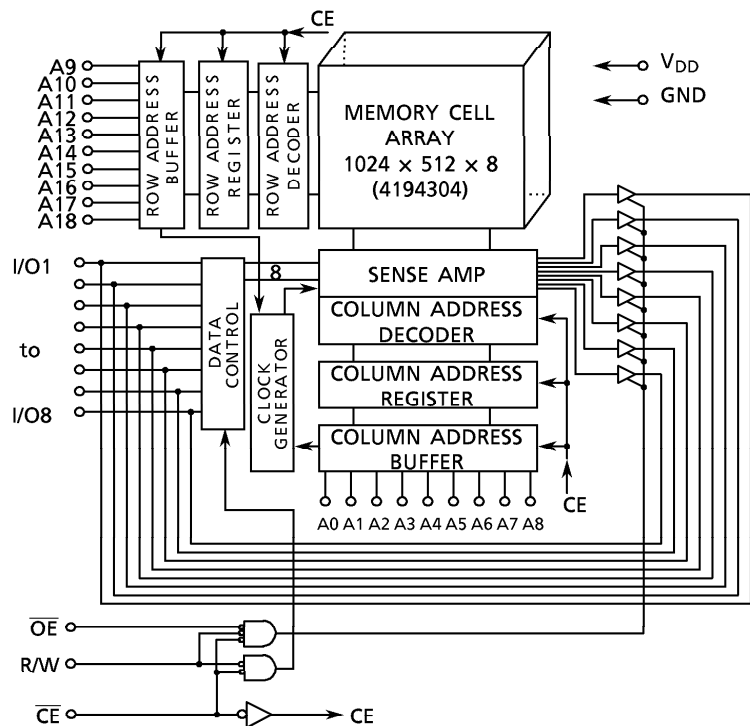 CE
A9
A10
A11
A12
A13
A14
A15
A16
A17
A18
ROW ADDRESS
BUFFER
ROW ADDRESS
REGISTER
ROW ADDRESS
DECODER
MEMORY CELL
ARRAY
1024 x 512 x 8
(4194304)
VDD
GND
I/O1
to
I/O8
DATA
CONTROL
8
CLOCK
GENERATOR
SENSE AMP
COLUMN ADDRESS
DECODER
COLUMN ADDRESS
REGISTER
COLUMN ADDRESS
BUFFER
A0 A1 A2 A3 A4 A5 A6 A7 A8
CE
O̅E̅
R/W
C̅E̅
CE